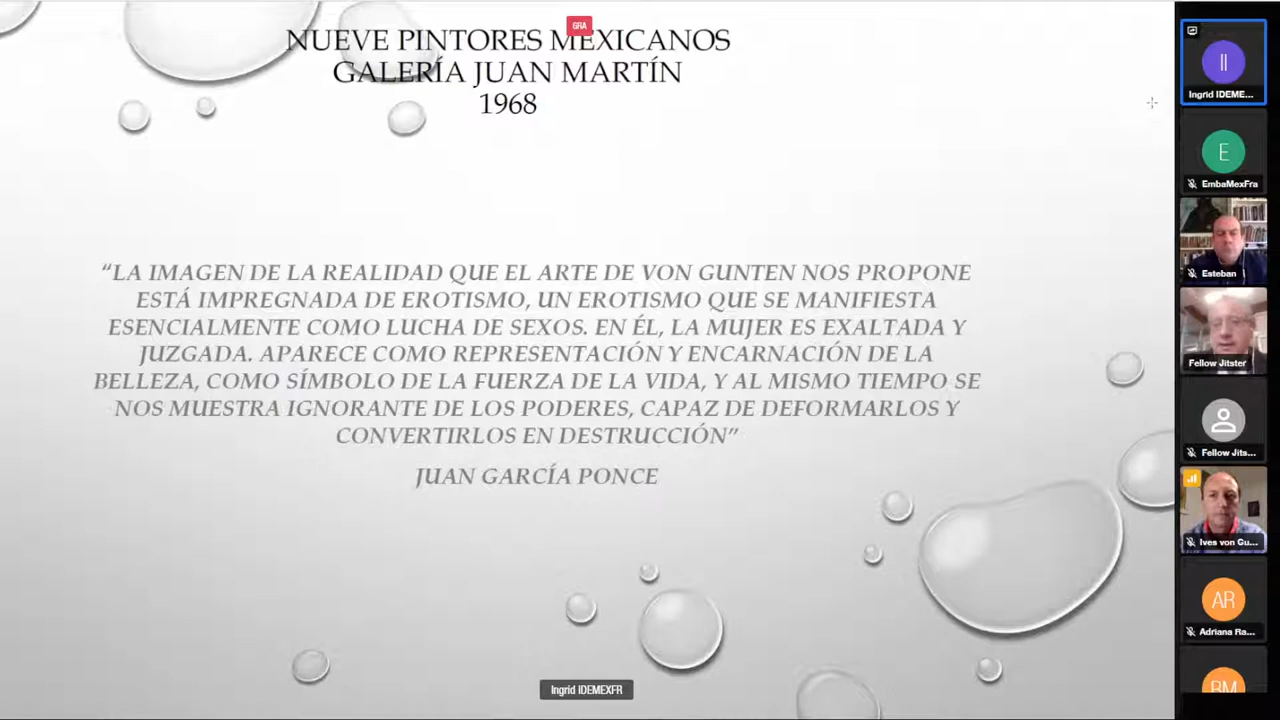 GRA
NUEVE PINTORES MEXICANOS
GALERÍA JUAN MARTÍN
1968
“LA IMAGEN DE LA REALIDAD QUE EL ARTE DE VON GUNTEN NOS PROPONE
ESTÁ IMPREGNADA DE EROTISMO, UN EROTISMO QUE SE MANIFIESTA
ESENCIALMENTE COMO LUCHA DE SEXOS. EN ÉL, LA MUJER ES EXALTADA Y
JUZGADA. APARECE COMO REPRESENTACIÓN Y ENCARNACIÓN DE LA
BELLEZA, COMO SÍMBOLO DE LA FUERZA DE LA VIDA, Y AL MISMO TIEMPO SE
NOS MUESTRA IGNORANTE DE LOS PODERES, CAPAZ DE DEFORMARLOS Y
CONVERTIRLOS EN DESTRUCCIÓN”
JUAN GARCÍA PONCE
Ingrid IDEMEXFR
II
Ingrid IDEME...
E
EmbaMexFra
Esteban
Fellow Jitster
Fellow Jits...
Ives von Gu...
AR
Adriana Ra...
BM